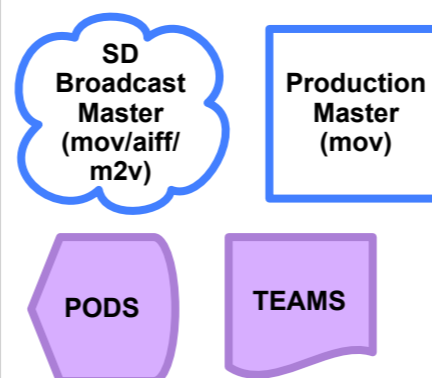 SD
Broadcast
Master
(mov/aiff/
m2v)
Production
Master
(mov)
PODS
TEAMS